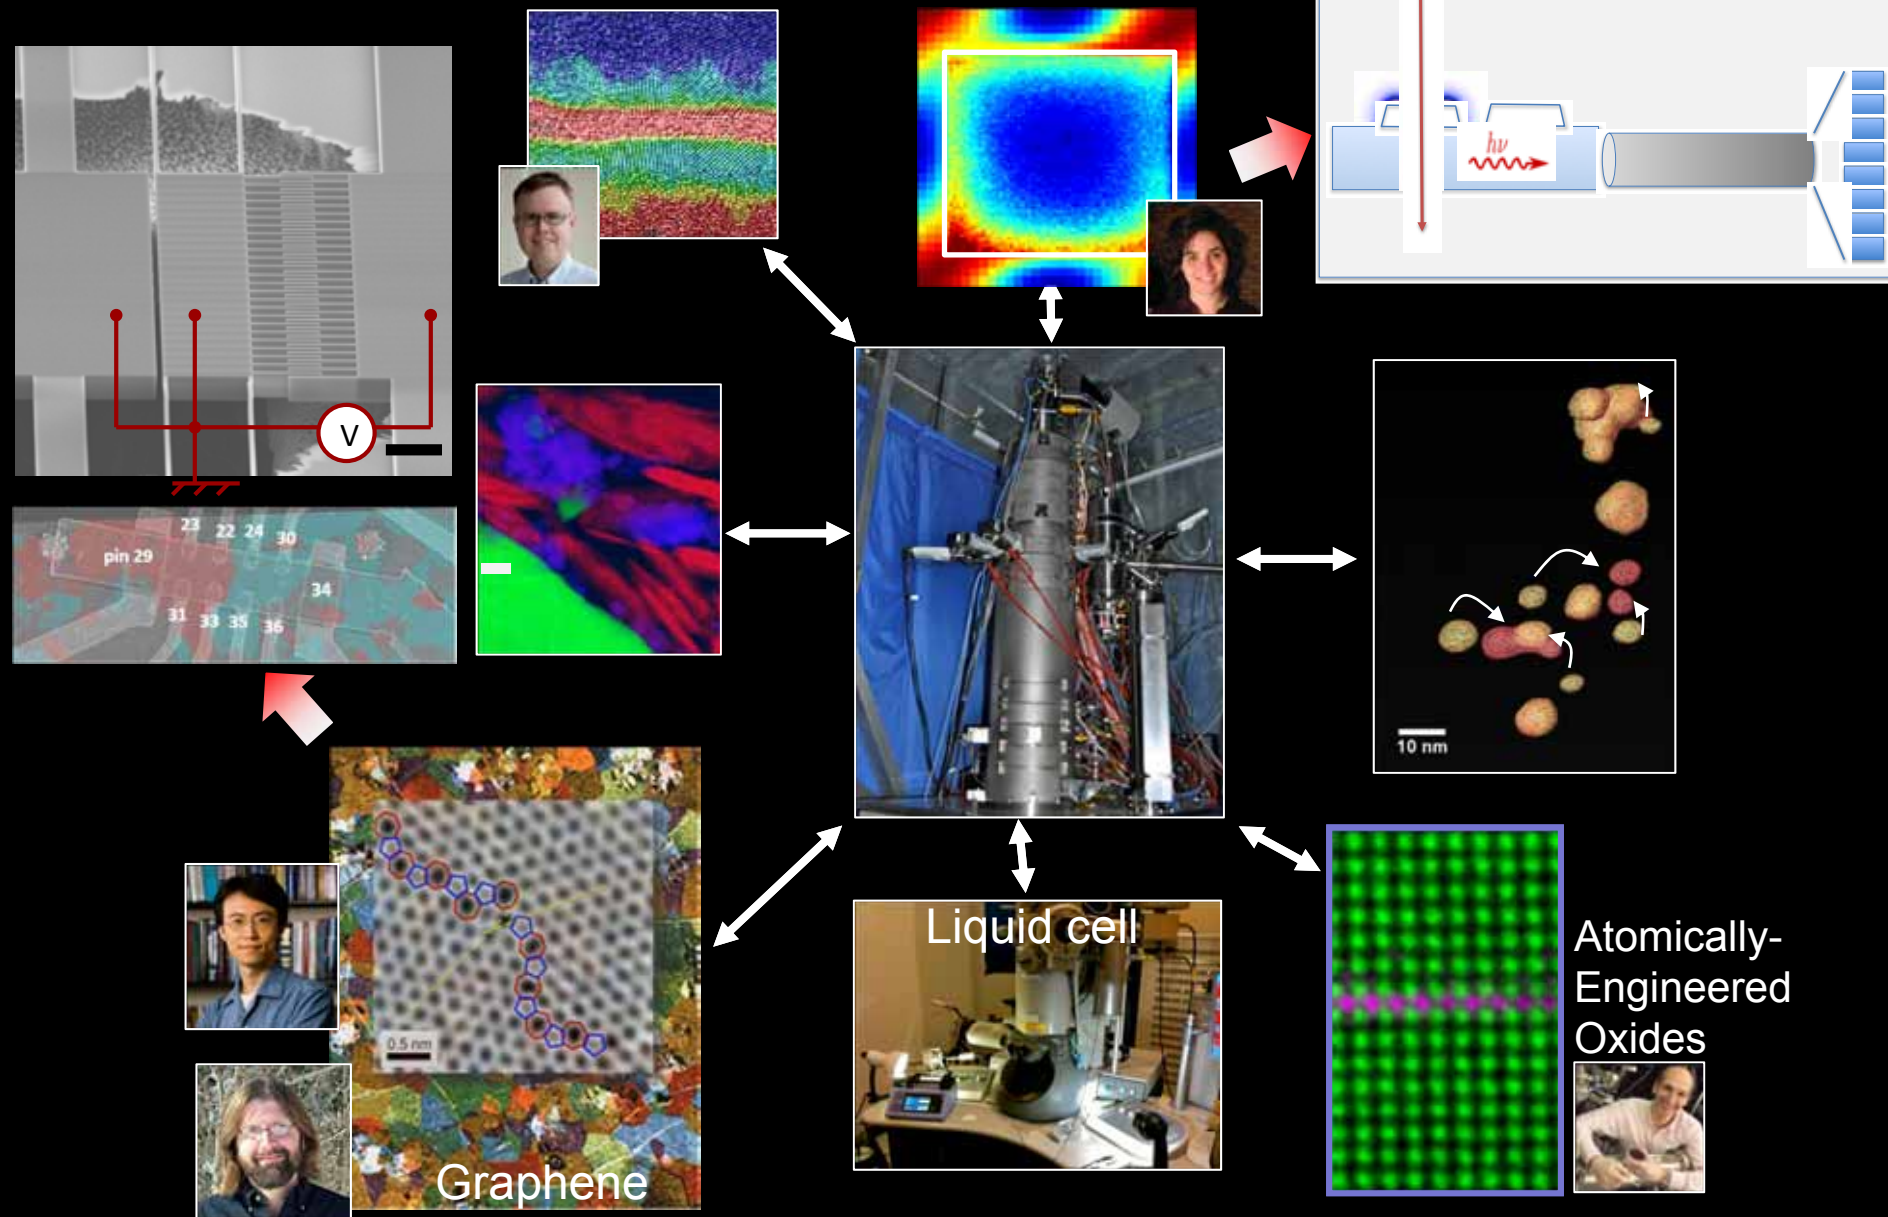 hν
V
23
22
24
30
pin 29
34
31
33
35
36
10 nm
0.5 nm
Graphene
Liquid cell
Atomically-
Engineered
Oxides